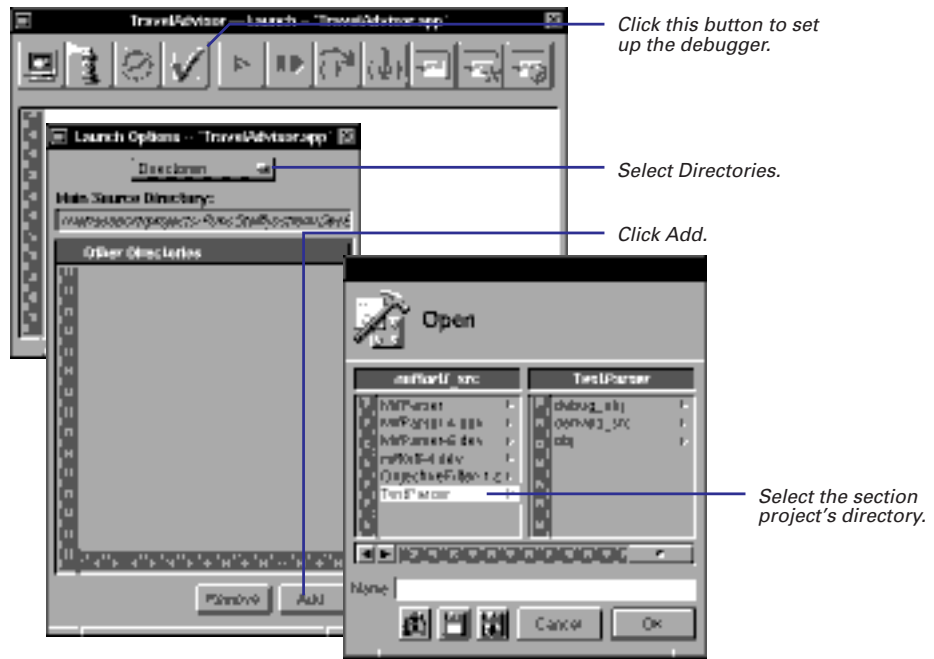 TravelAdvisor — Launch — "TravelAdvisor.app"
Click this button to set
up the debugger.
Launch Options -- "TravelAdvisor.app"
Directories
Select Directories.
Main Source Directory:
Click Add.
Other Directories
Open
TestParser
MifParser
debug_obj
derived_src
obj
TestParser
Select the section
project's directory.
Name
Remove
Add
Cancel
OK